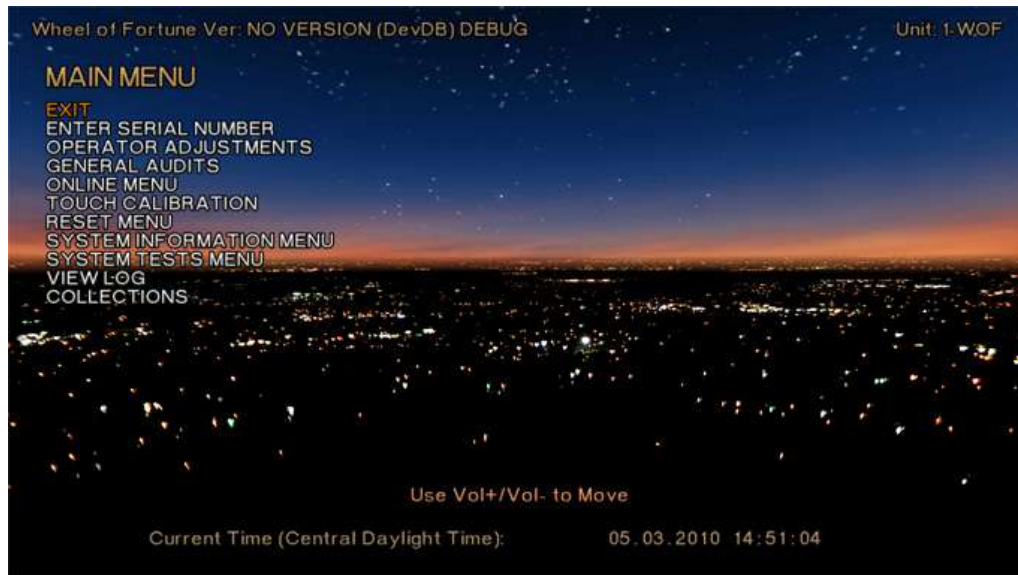 Wheel of Fortune Ver: NO VERSION (DevDB) DEBUG
Unit: 1-WOF
MAIN MENU
EXIT
ENTER SERIAL NUMBER
OPERATOR ADJUSTMENTS
GENERAL AUDITS
ONLINE MENU
TOUCH CALIBRATION
RESET MENU
SYSTEM INFORMATION MENU
SYSTEM TESTS MENU
VIEW LOG
COLLECTIONS
Use Vol+/Vol- to Move
Current Time (Central Daylight Time): 05.03.2010 14:51:04